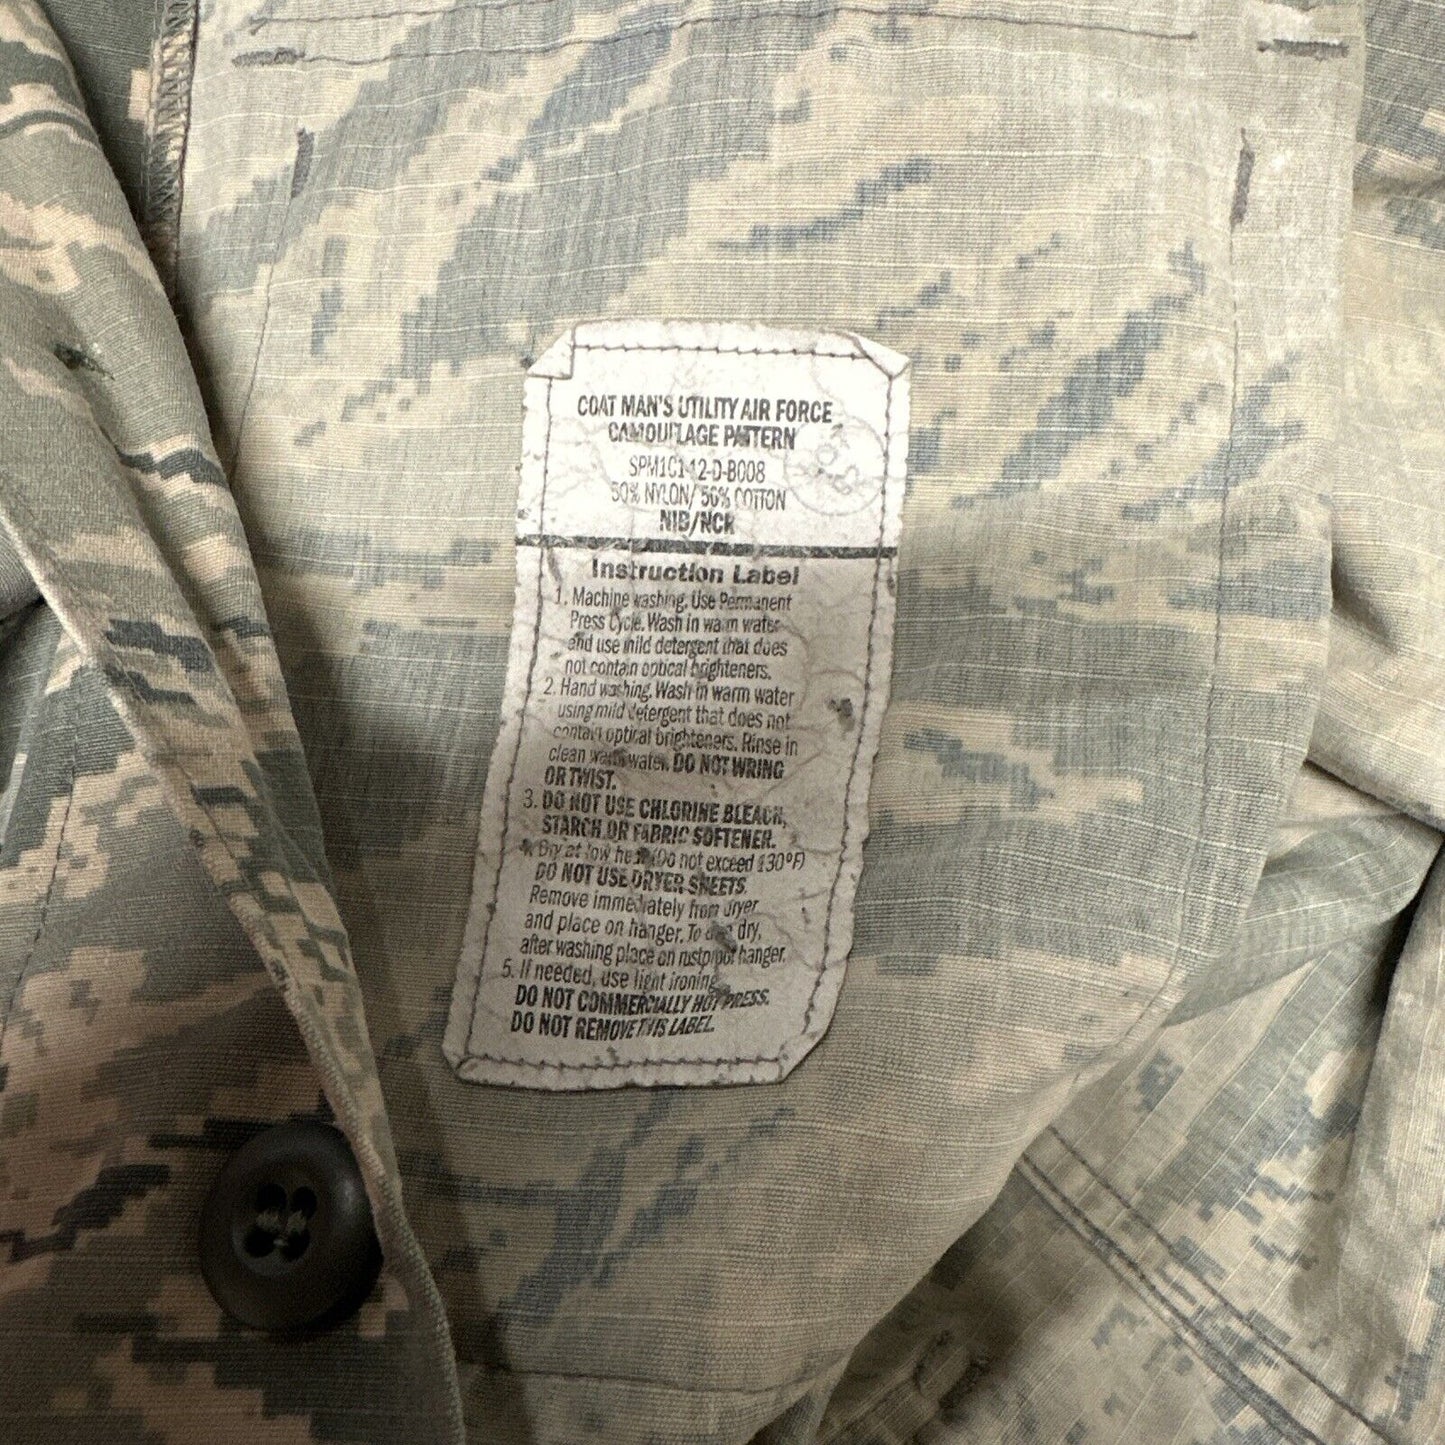 COAT MAN'S UTILITY AIR FORCE
CAMOUFLAGE PATTERN
SPM1C1-12-D-B008
50% NYLON/ 50% COTTON
NIB/NCR
Instruction Label
1. Machine washing. Use Permanent
Press Cycle. Wash in warm water
and use mild detergent that does
not contain optical brighteners.
2. Hand washing. Wash in warm water
using mild detergent that does not
contain optical brighteners. Rinse in
clean warm water. DO NOT WRING
OR TWIST.
3. DO NOT USE CHLORINE BLEACH,
STARCH OR FABRIC SOFTENER.
4. Dry at low heat (Do not exceed 130°F)
DO NOT USE DRYER SHEETS.
Remove immediately from dryer
and place on hanger. To drip dry,
after washing place on rustproof hanger.
5. If needed, use light ironing
DO NOT COMMERCIALLY HOT PRESS.
DO NOT REMOVE THIS LABEL.